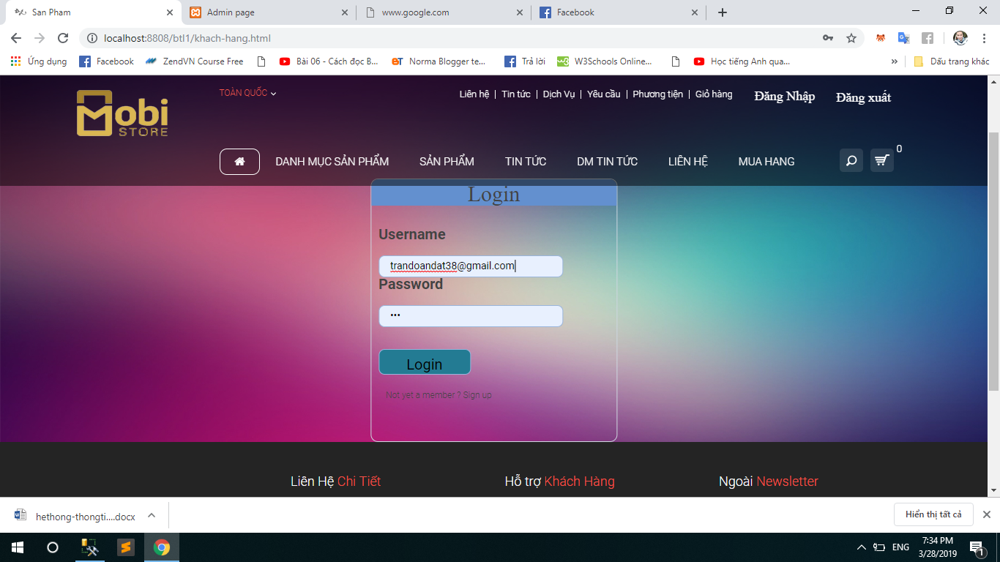 San Pham
Admin page
www.google.com
Facebook
localhost:8808/btl1/khach-hang.html
Ứng dụng
Facebook
ZendVN Course Free
Bài 06 - Cách đọc B...
Norma Blogger te...
Trả lời
W3Schools Online...
Học tiếng Anh qua...
»
Dấu trang khác
Mobi
STORE
TOÀN QUỐC
Liên hệ | Tin tức | Dịch Vụ | Yêu cầu | Phương tiện | Giỏ hàng
Đăng Nhập
Đăng xuất
DANH MỤC SẢN PHẨM
SẢN PHẨM
TIN TỨC
DM TIN TỨC
LIÊN HỆ
MUA HANG
0
Login
Username
trandoandat38@gmail.com
Password
•••
Login
Not yet a member ? Sign up
Liên Hệ Chi Tiết
Hỗ trợ Khách Hàng
Ngoài Newsletter
hethong-thongti....docx
Hiển thị tất cả
ENG
7:34 PM
3/28/2019
1